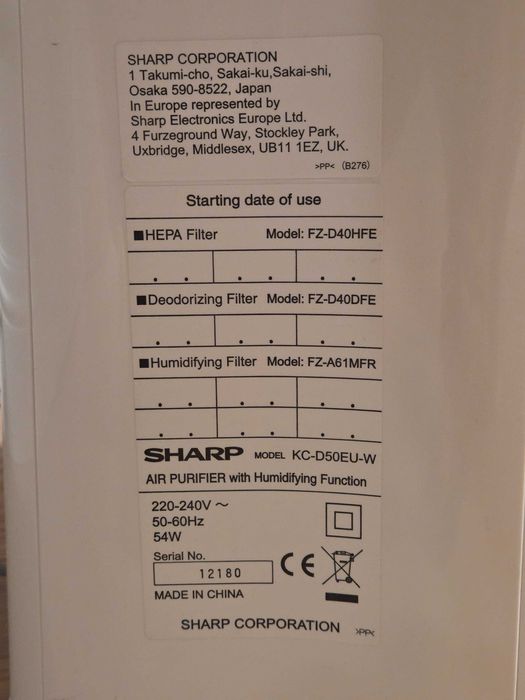 SHARP CORPORATION
1 Takumi-cho, Sakai-ku,Sakai-shi,
Osaka 590-8522, Japan
In Europe represented by
Sharp Electronics Europe Ltd.
4 Furzeground Way, Stockley Park,
Uxbridge, Middlesex, UB11 1EZ, UK.
>PP< (B276)
Starting date of use
■HEPA Filter Model: FZ-D40HFE
■Deodorizing Filter Model: FZ-D40DFE
■Humidifying Filter Model: FZ-A61MFR
SHARP MODEL KC-D50EU-W
AIR PURIFIER with Humidifying Function
220-240V ～
50-60Hz
54W
Serial No.
12180
CE
MADE IN CHINA
SHARP CORPORATION >PP<